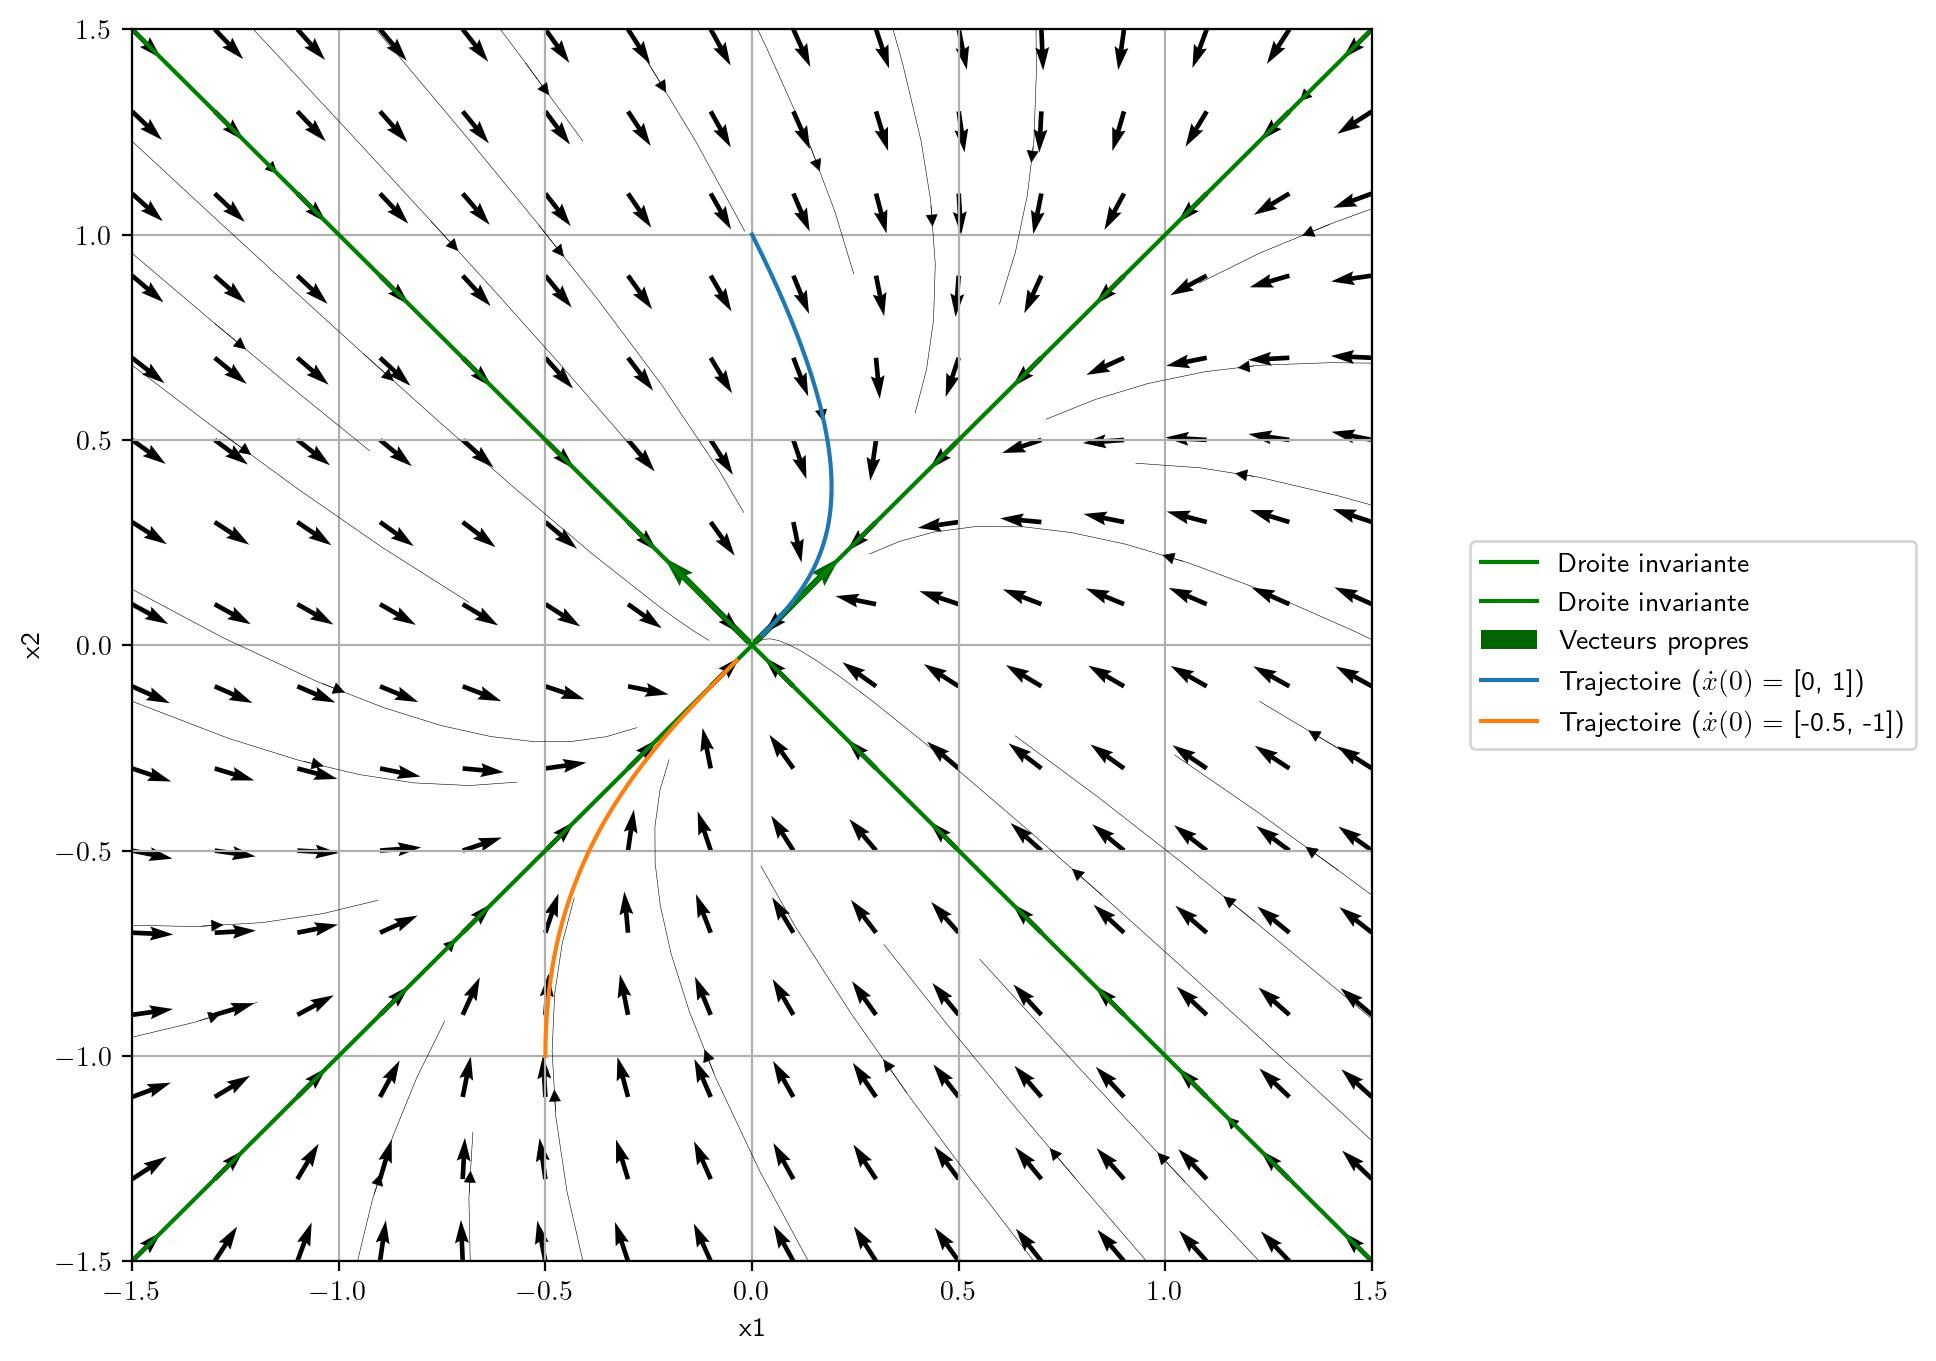 1.5
1.0
0.5
0.0
−0.5
−1.0
−1.5
x2
−1.5
−1.0
−0.5
0.0
0.5
1.0
1.5
x1
Droite invariante
Droite invariante
Vecteurs propres
Trajectoire (ẋ(0) = [0, 1])
Trajectoire (ẋ(0) = [-0.5, -1])